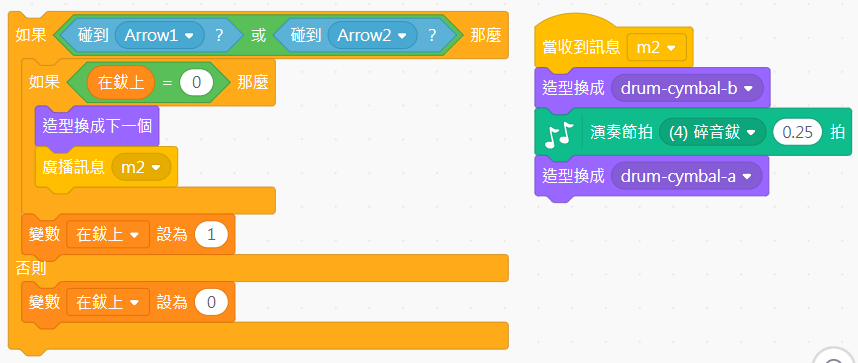 如果 碰到 Arrow1 ? 或 碰到 Arrow2 ? 那麼
如果 在鈸上 = 0 那麼
造型換成下一個
廣播訊息 m2
變數 在鈸上 設為 1
否則
變數 在鈸上 設為 0
當收到訊息 m2
造型換成 drum-cymbal-b
演奏節拍 (4) 碎音鈸 0.25 拍
造型換成 drum-cymbal-a